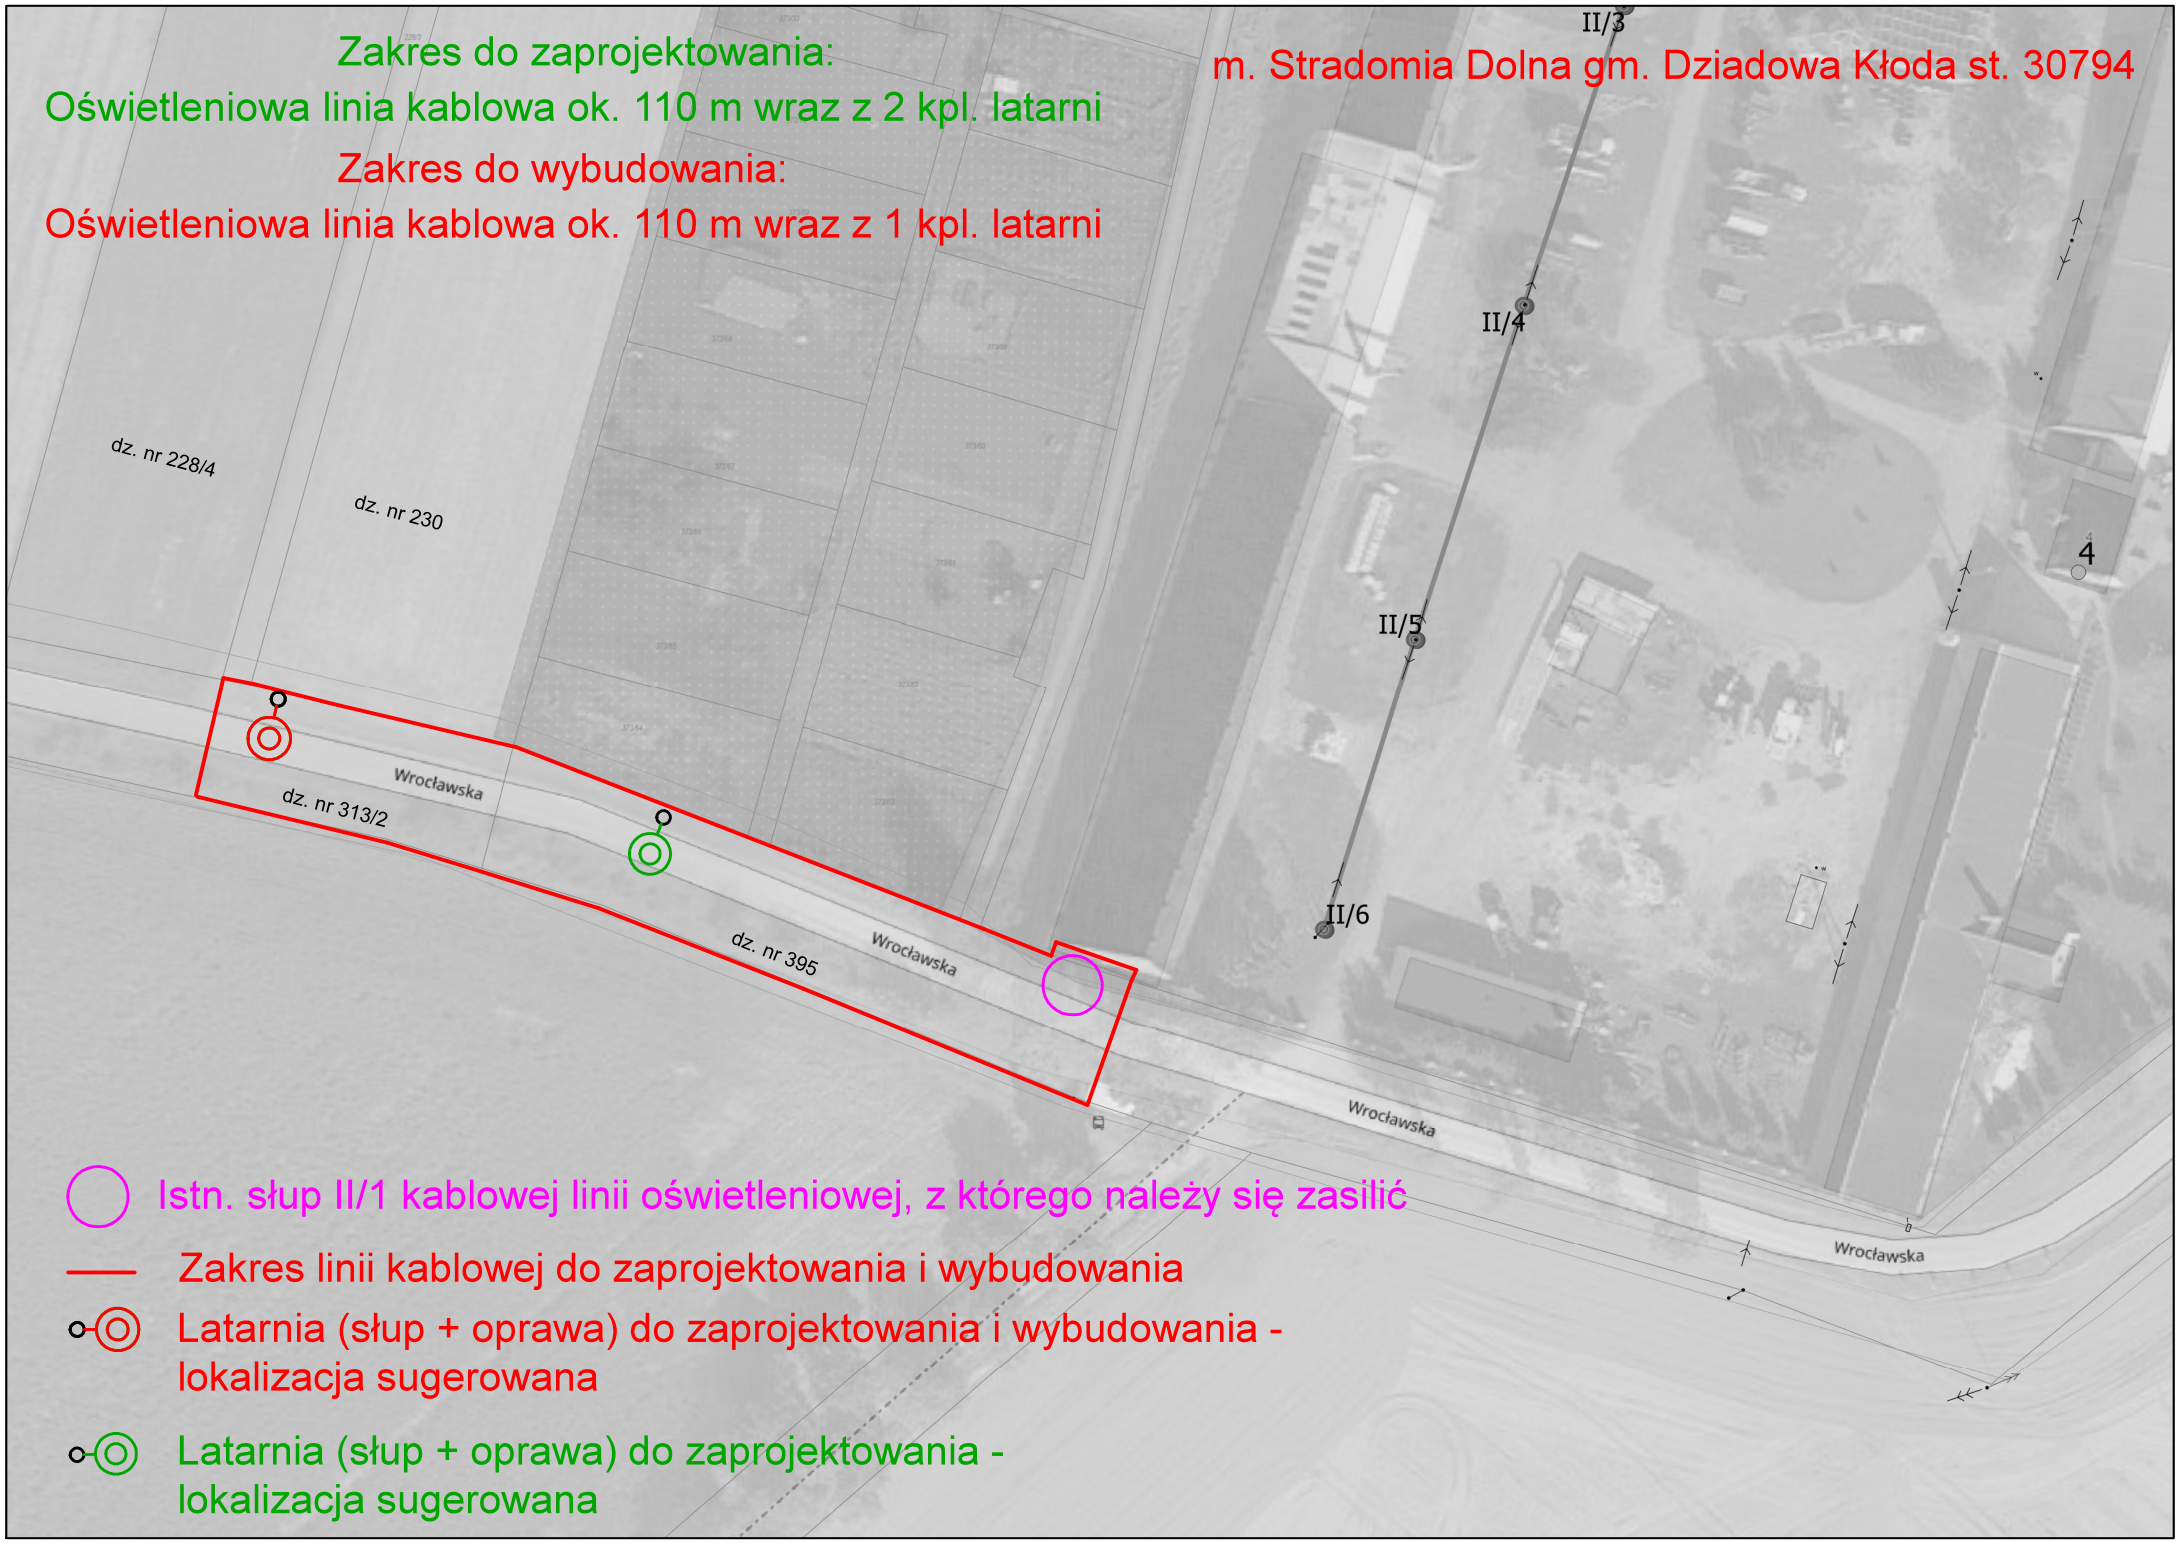 Zakres do zaprojektowania:
Oświetleniowa linia kablowa ok. 110 m wraz z 2 kpl. latarni
Zakres do wybudowania:
Oświetleniowa linia kablowa ok. 110 m wraz z 1 kpl. latarni
m. Stradomia Dolna gm. Dziadowa Kłoda st. 30794
II/3
II/4
II/5
II/6
4
4
w
w
dz. nr 228/4
dz. nr 230
Wrocławska
dz. nr 313/2
dz. nr 395
Wrocławska
Wrocławska
Wrocławska
Istn. słup II/1 kablowej linii oświetleniowej, z którego należy się zasilić
Zakres linii kablowej do zaprojektowania i wybudowania
Latarnia (słup + oprawa) do zaprojektowania i wybudowania -
lokalizacja sugerowana
Latarnia (słup + oprawa) do zaprojektowania -
lokalizacja sugerowana